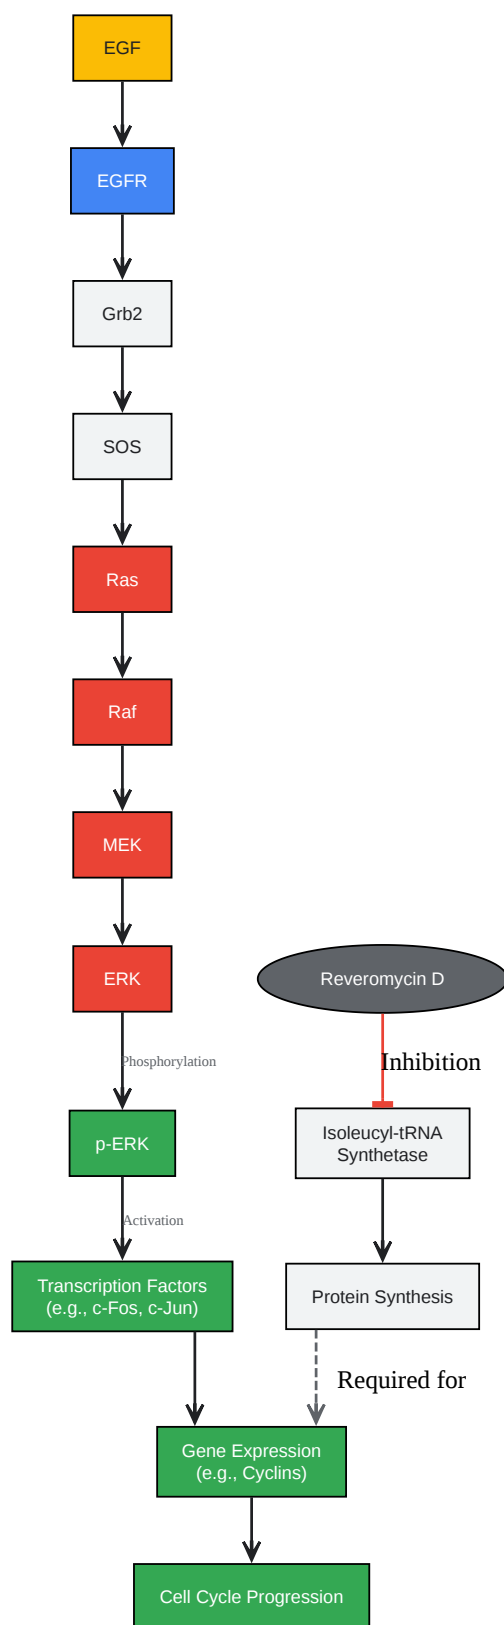 EGF
EGFR
Grb2
SOS
Ras
Raf
MEK
ERK
Reveromycin D
Phosphorylation
Inhibition
p-ERK
Isoleucyl-tRNA
Synthetase
Activation
Transcription Factors
(e.g., c-Fos, c-Jun)
Protein Synthesis
Required for
Gene Expression
(e.g., Cyclins)
Cell Cycle Progression